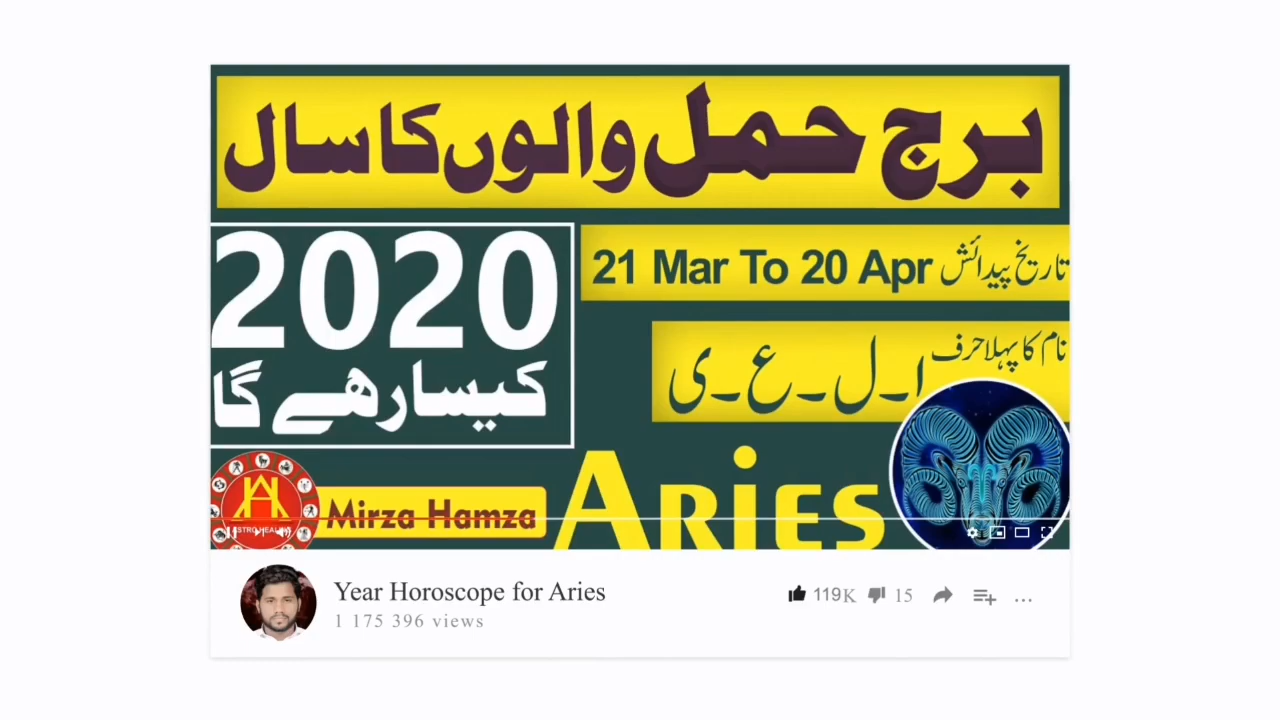 برج حمل والوں کا سال
2020
کیسا رھے گا
تاریخ پیدائش 21 Mar To 20 Apr
نام کا پہلا حرف
ا - ل - ع - ی
Aries
Mirza Hamza
Year Horoscope for Aries
1 175 396 views
119K 15 ...